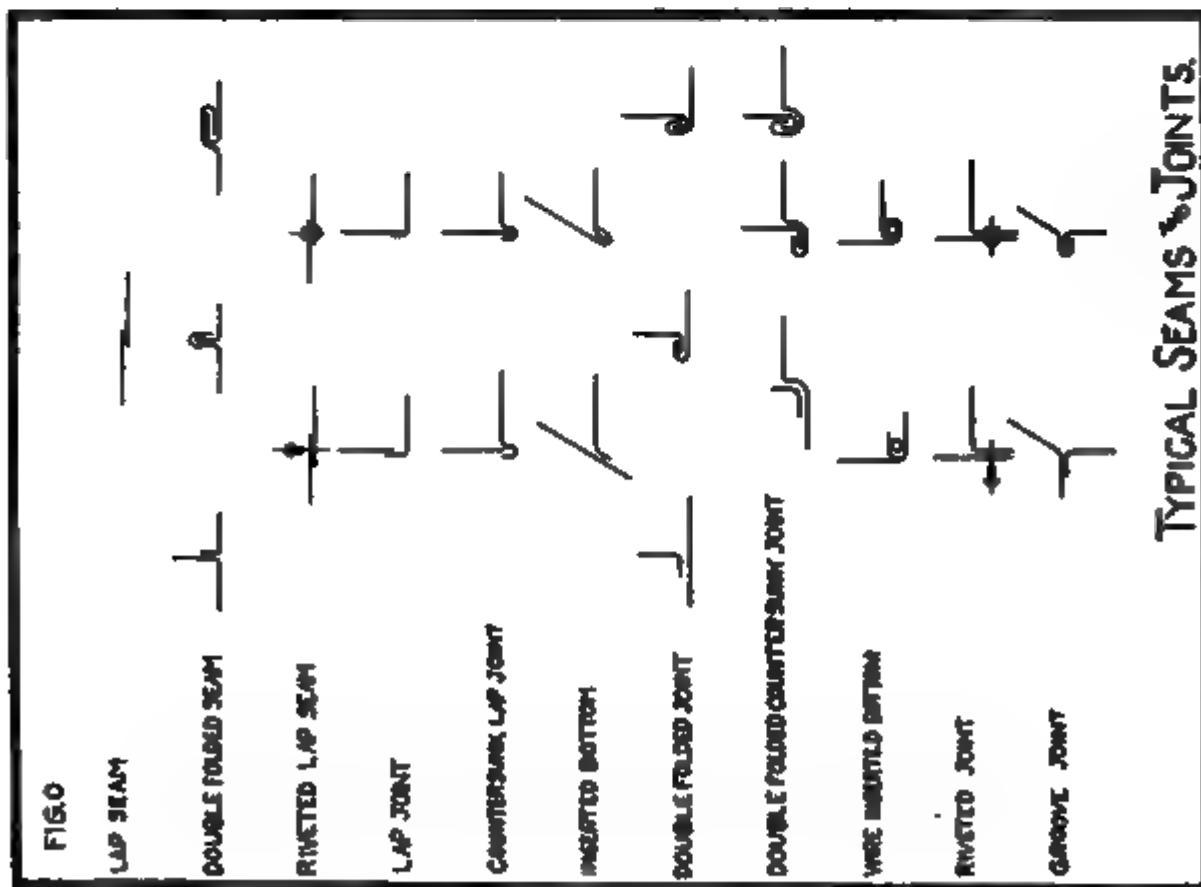 FIG.0
LAP SEAM
DOUBLE FOLDED SEAM
RIVETED LAP SEAM
LAP JOINT
COUNTERSUNK LAP JOINT
INSERTED BOTTOM
DOUBLE FOLDED JOINT
DOUBLE FOLDED COUNTERSUNK JOINT
WIRE INSERTED BOTTOM
RIVETED JOINT
GROOVE JOINT
TYPICAL SEAMS & JOINTS.